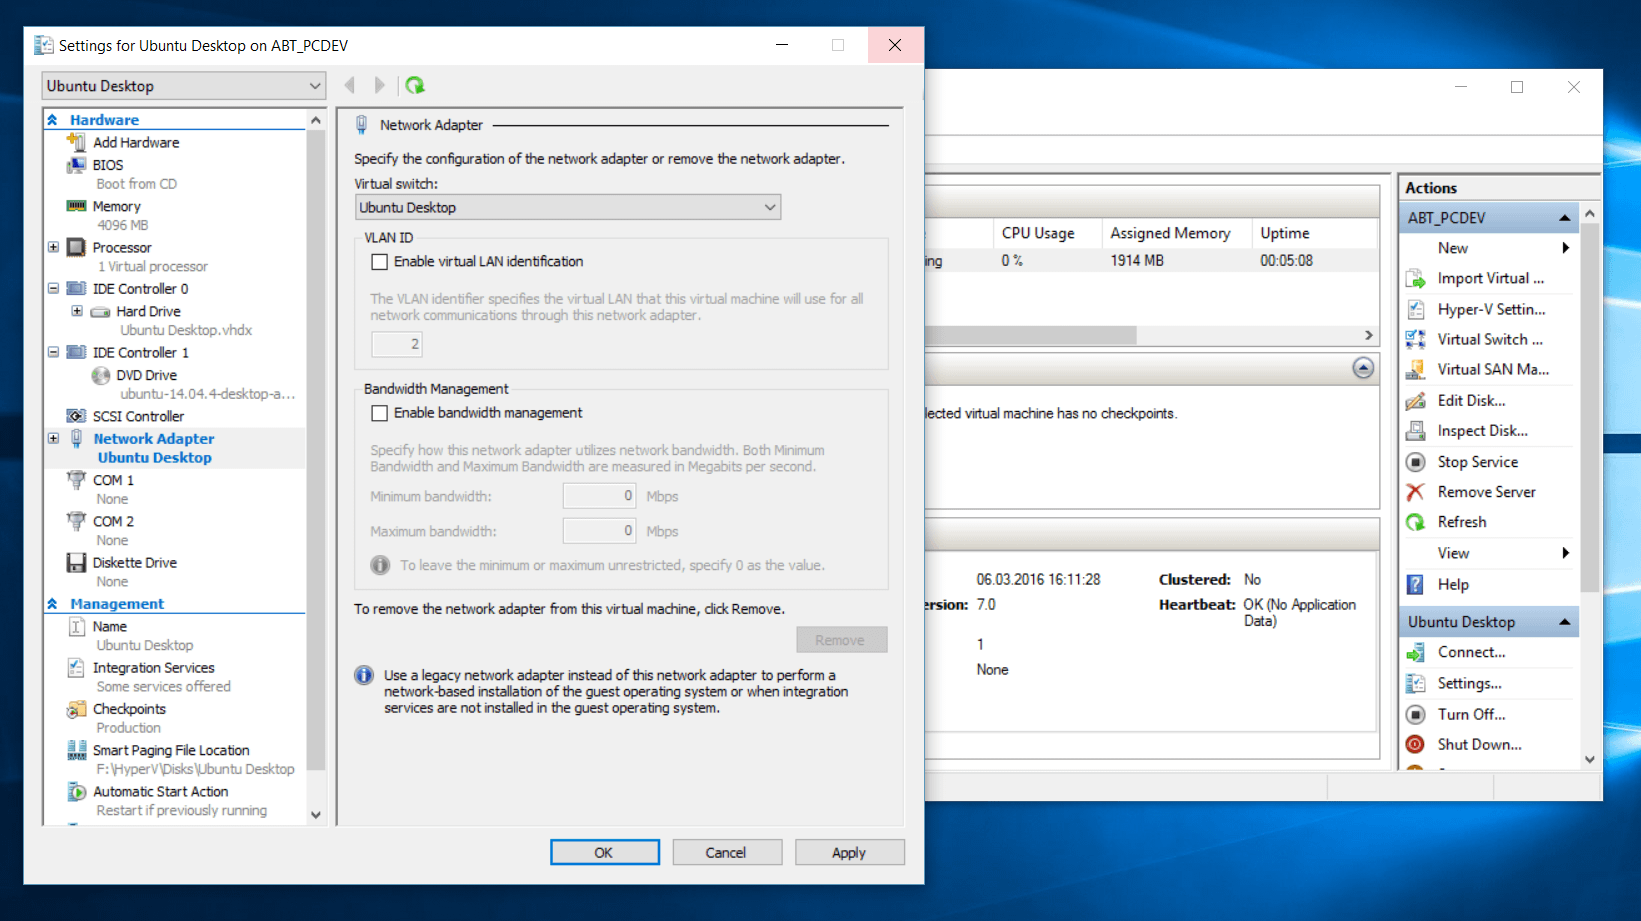 Settings for Ubuntu Desktop on ABT_PCDEV
Ubuntu Desktop
Hardware
Add Hardware
BIOS
Boot from CD
Memory
4096 MB
Processor
1 Virtual processor
IDE Controller 0
Hard Drive
Ubuntu Desktop.vhdx
IDE Controller 1
DVD Drive
ubuntu-14.04.4-desktop-a...
SCSI Controller
Network Adapter
Ubuntu Desktop
COM 1
None
COM 2
None
Diskette Drive
None
Management
Name
Ubuntu Desktop
Integration Services
Some services offered
Checkpoints
Production
Smart Paging File Location
F:\HyperV\Disks\Ubuntu Desktop
Automatic Start Action
Restart if previously running
Network Adapter
Specify the configuration of the network adapter or remove the network adapter.
Virtual switch:
Ubuntu Desktop
VLAN ID
Enable virtual LAN identification
The VLAN identifier specifies the virtual LAN that this virtual machine will use for all
network communications through this network adapter.
2
Bandwidth Management
Enable bandwidth management
Specify how this network adapter utilizes network bandwidth. Both Minimum
Bandwidth and Maximum Bandwidth are measured in Megabits per second.
Minimum bandwidth: 0 Mbps
Maximum bandwidth: 0 Mbps
To leave the minimum or maximum unrestricted, specify 0 as the value.
To remove the network adapter from this virtual machine, click Remove.
Remove
Use a legacy network adapter instead of this network adapter to perform a
network-based installation of the guest operating system or when integration
services are not installed in the guest operating system.
OK Cancel Apply
CPU Usage Assigned Memory Uptime
ing 0 % 1914 MB 00:05:08
lected virtual machine has no checkpoints.
06.03.2016 16:11:28 Clustered: No
ersion: 7.0 Heartbeat: OK (No Application
Data)
1
None
Actions
ABT_PCDEV
New
Import Virtual ...
Hyper-V Settin...
Virtual Switch ...
Virtual SAN Ma...
Edit Disk...
Inspect Disk...
Stop Service
Remove Server
Refresh
View
Help
Ubuntu Desktop
Connect...
Settings...
Turn Off...
Shut Down...